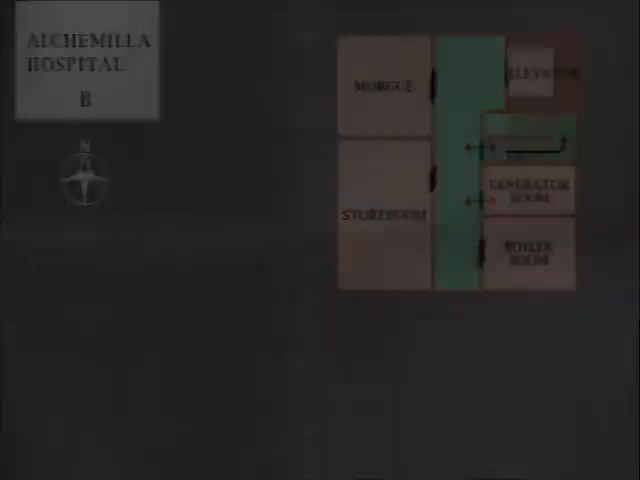 ALCHEMILLA
HOSPITAL
B
N
MORGUE
ELEVATOR
GENERATOR
ROOM
STOREROOM
BOILER
ROOM